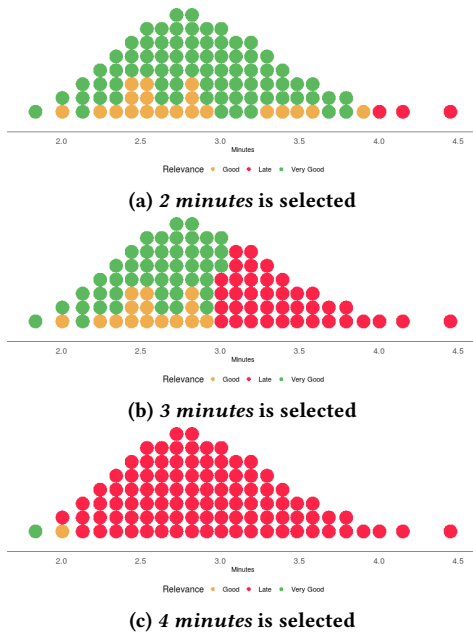 2.0 2.5 3.0 3.5 4.0 4.5
Minutes
Relevance Good Late Very Good
(a) 2 minutes is selected
2.0 2.5 3.0 3.5 4.0 4.5
Minutes
Relevance Good Late Very Good
(b) 3 minutes is selected
2.0 2.5 3.0 3.5 4.0 4.5
Minutes
Relevance Good Late Very Good
(c) 4 minutes is selected